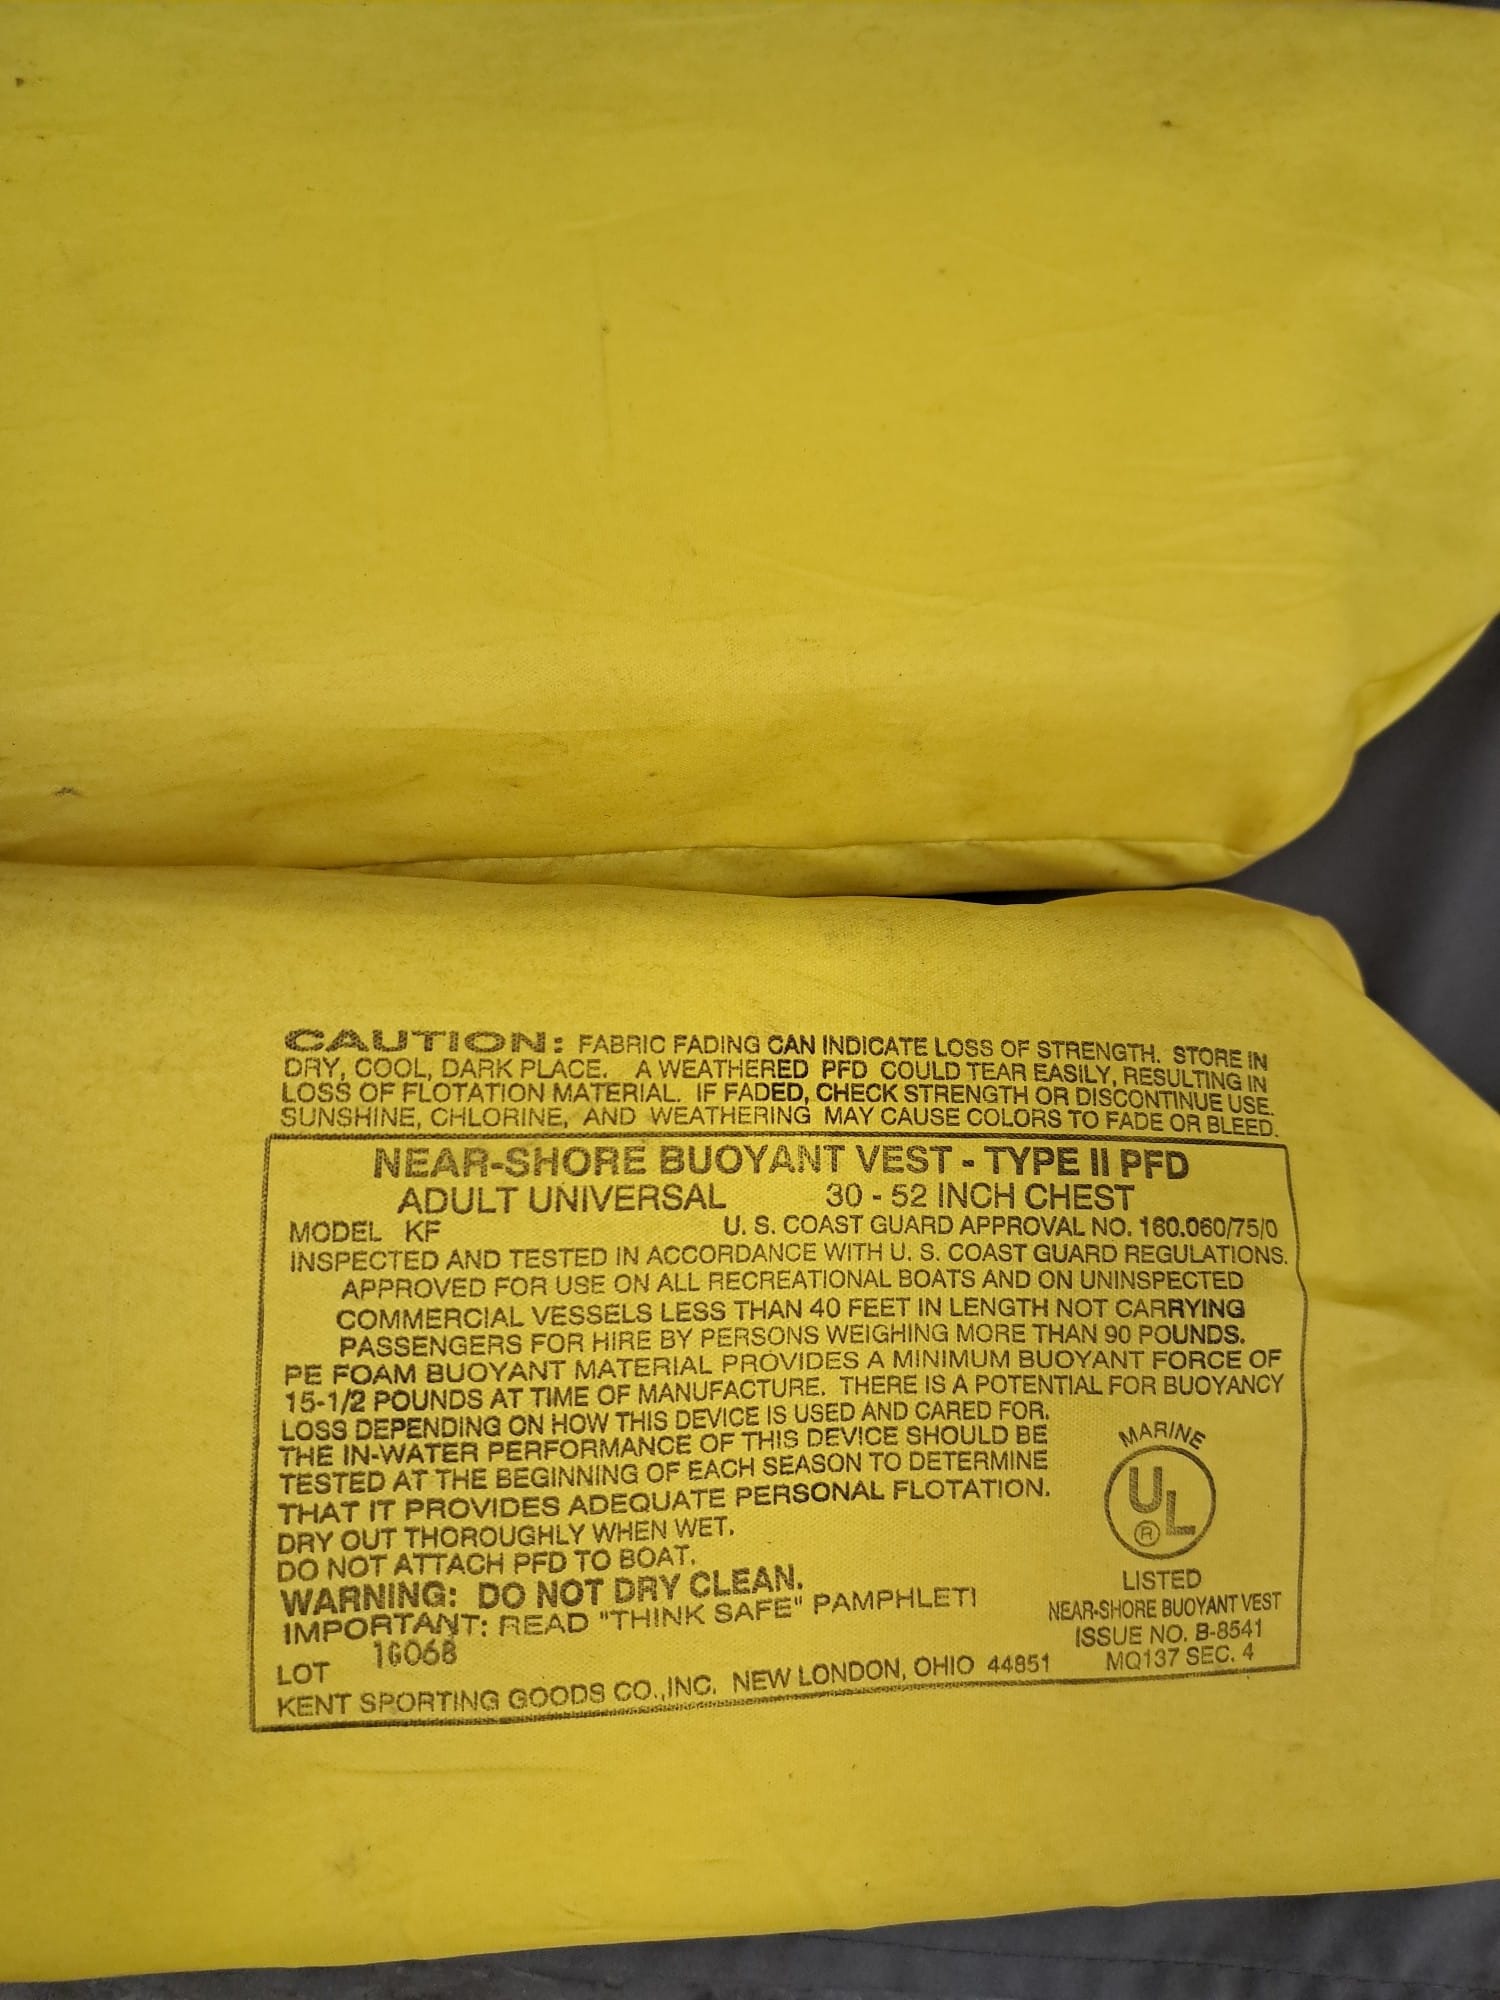 CAUTION: FABRIC FADING CAN INDICATE LOSS OF STRENGTH. STORE IN
DRY, COOL, DARK PLACE. A WEATHERED PFD COULD TEAR EASILY, RESULTING IN
LOSS OF FLOTATION MATERIAL. IF FADED, CHECK STRENGTH OR DISCONTINUE USE.
SUNSHINE, CHLORINE, AND WEATHERING MAY CAUSE COLORS TO FADE OR BLEED.
NEAR-SHORE BUOYANT VEST - TYPE II PFD
ADULT UNIVERSAL 30 - 52 INCH CHEST
MODEL KF U. S. COAST GUARD APPROVAL NO. 160.060/75/0
INSPECTED AND TESTED IN ACCORDANCE WITH U. S. COAST GUARD REGULATIONS.
APPROVED FOR USE ON ALL RECREATIONAL BOATS AND ON UNINSPECTED
COMMERCIAL VESSELS LESS THAN 40 FEET IN LENGTH NOT CARRYING
PASSENGERS FOR HIRE BY PERSONS WEIGHING MORE THAN 90 POUNDS.
PE FOAM BUOYANT MATERIAL PROVIDES A MINIMUM BUOYANT FORCE OF
15-1/2 POUNDS AT TIME OF MANUFACTURE. THERE IS A POTENTIAL FOR BUOYANCY
LOSS DEPENDING ON HOW THIS DEVICE IS USED AND CARED FOR.
THE IN-WATER PERFORMANCE OF THIS DEVICE SHOULD BE
TESTED AT THE BEGINNING OF EACH SEASON TO DETERMINE
THAT IT PROVIDES ADEQUATE PERSONAL FLOTATION.
DRY OUT THOROUGHLY WHEN WET.
DO NOT ATTACH PFD TO BOAT.
WARNING: DO NOT DRY CLEAN.
IMPORTANT: READ "THINK SAFE" PAMPHLET!
LOT 1G068
KENT SPORTING GOODS CO.,INC. NEW LONDON, OHIO 44851
MARINE
UL
®
LISTED
NEAR-SHORE BUOYANT VEST
ISSUE NO. B-8541
MQ137 SEC. 4